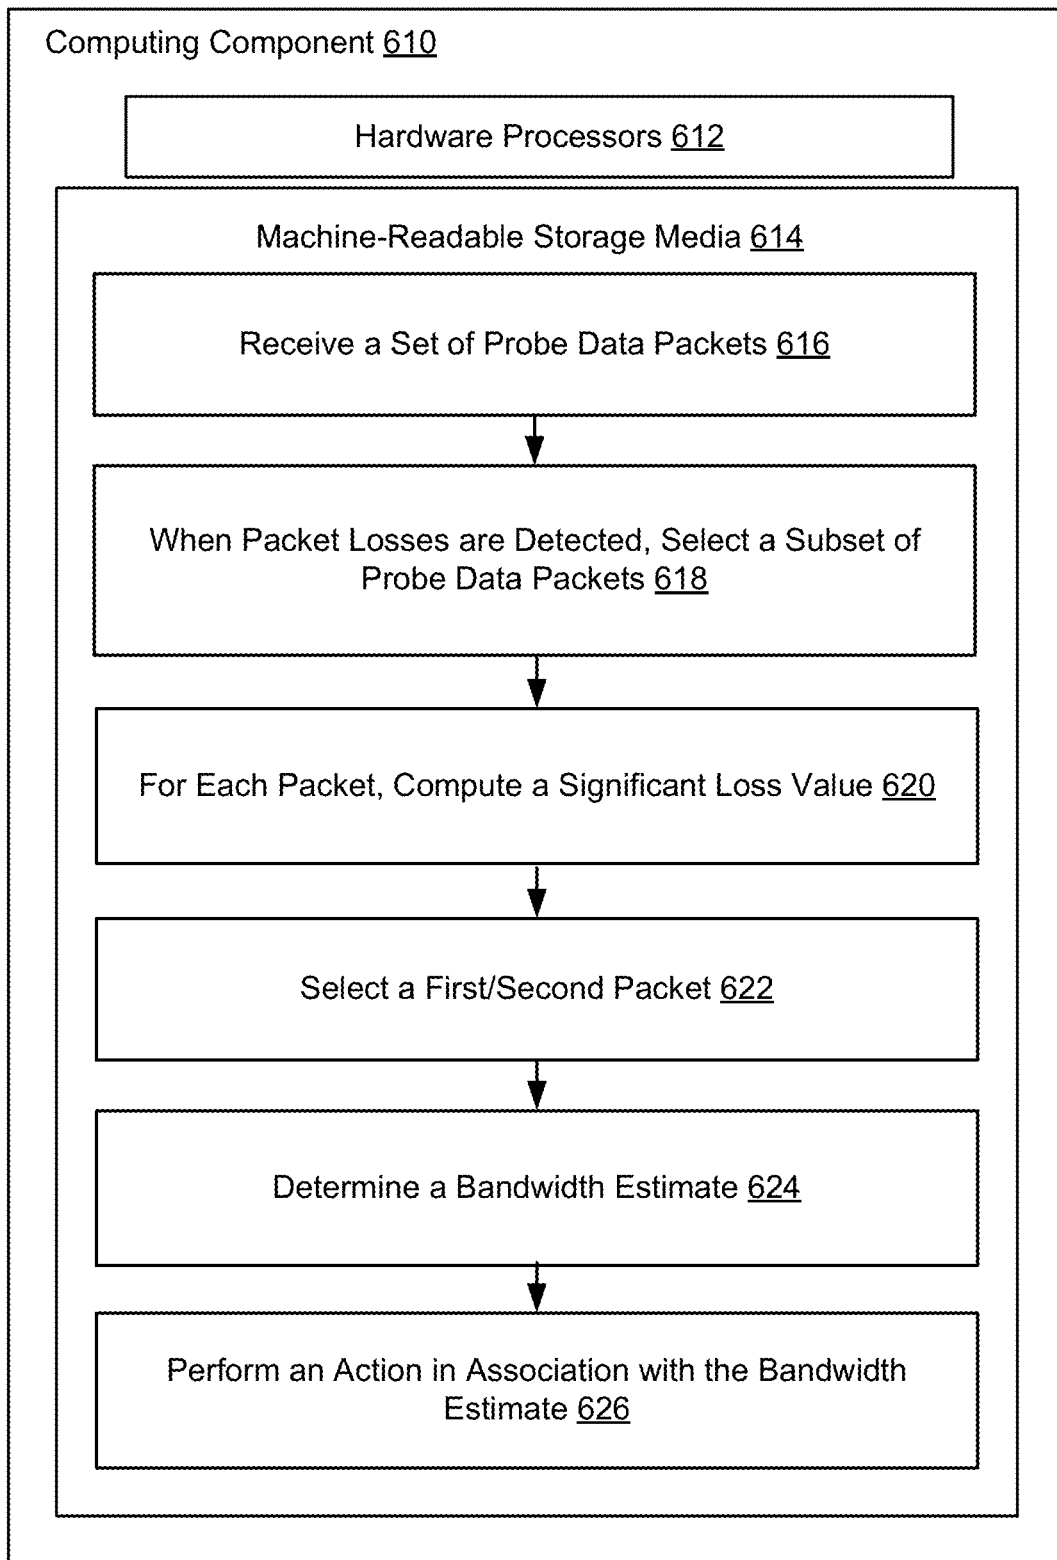 Computing Component 610
Hardware Processors 612
Machine-Readable Storage Media 614
Receive a Set of Probe Data Packets 616
When Packet Losses are Detected, Select a Subset of
Probe Data Packets 618
For Each Packet, Compute a Significant Loss Value 620
Select a First/Second Packet 622
Determine a Bandwidth Estimate 624
Perform an Action in Association with the Bandwidth
Estimate 626